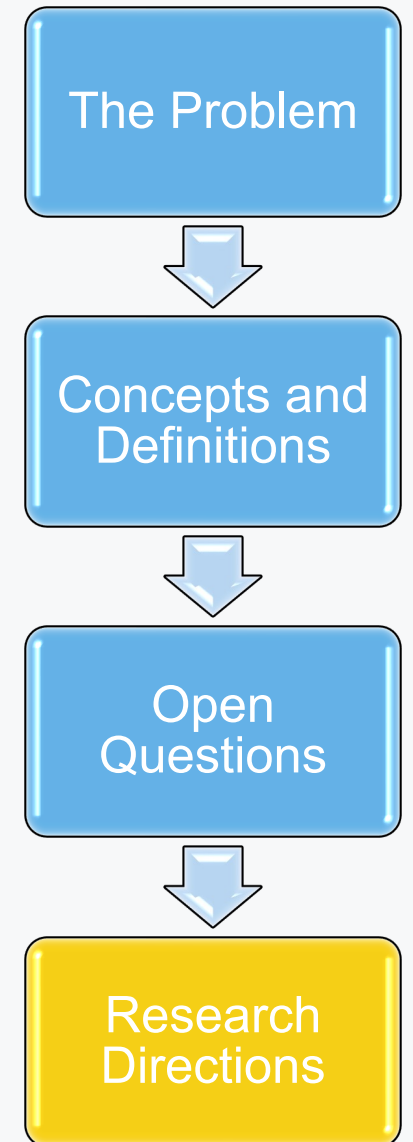 The Problem
Concepts and
Definitions
Open
Questions
Research
Directions